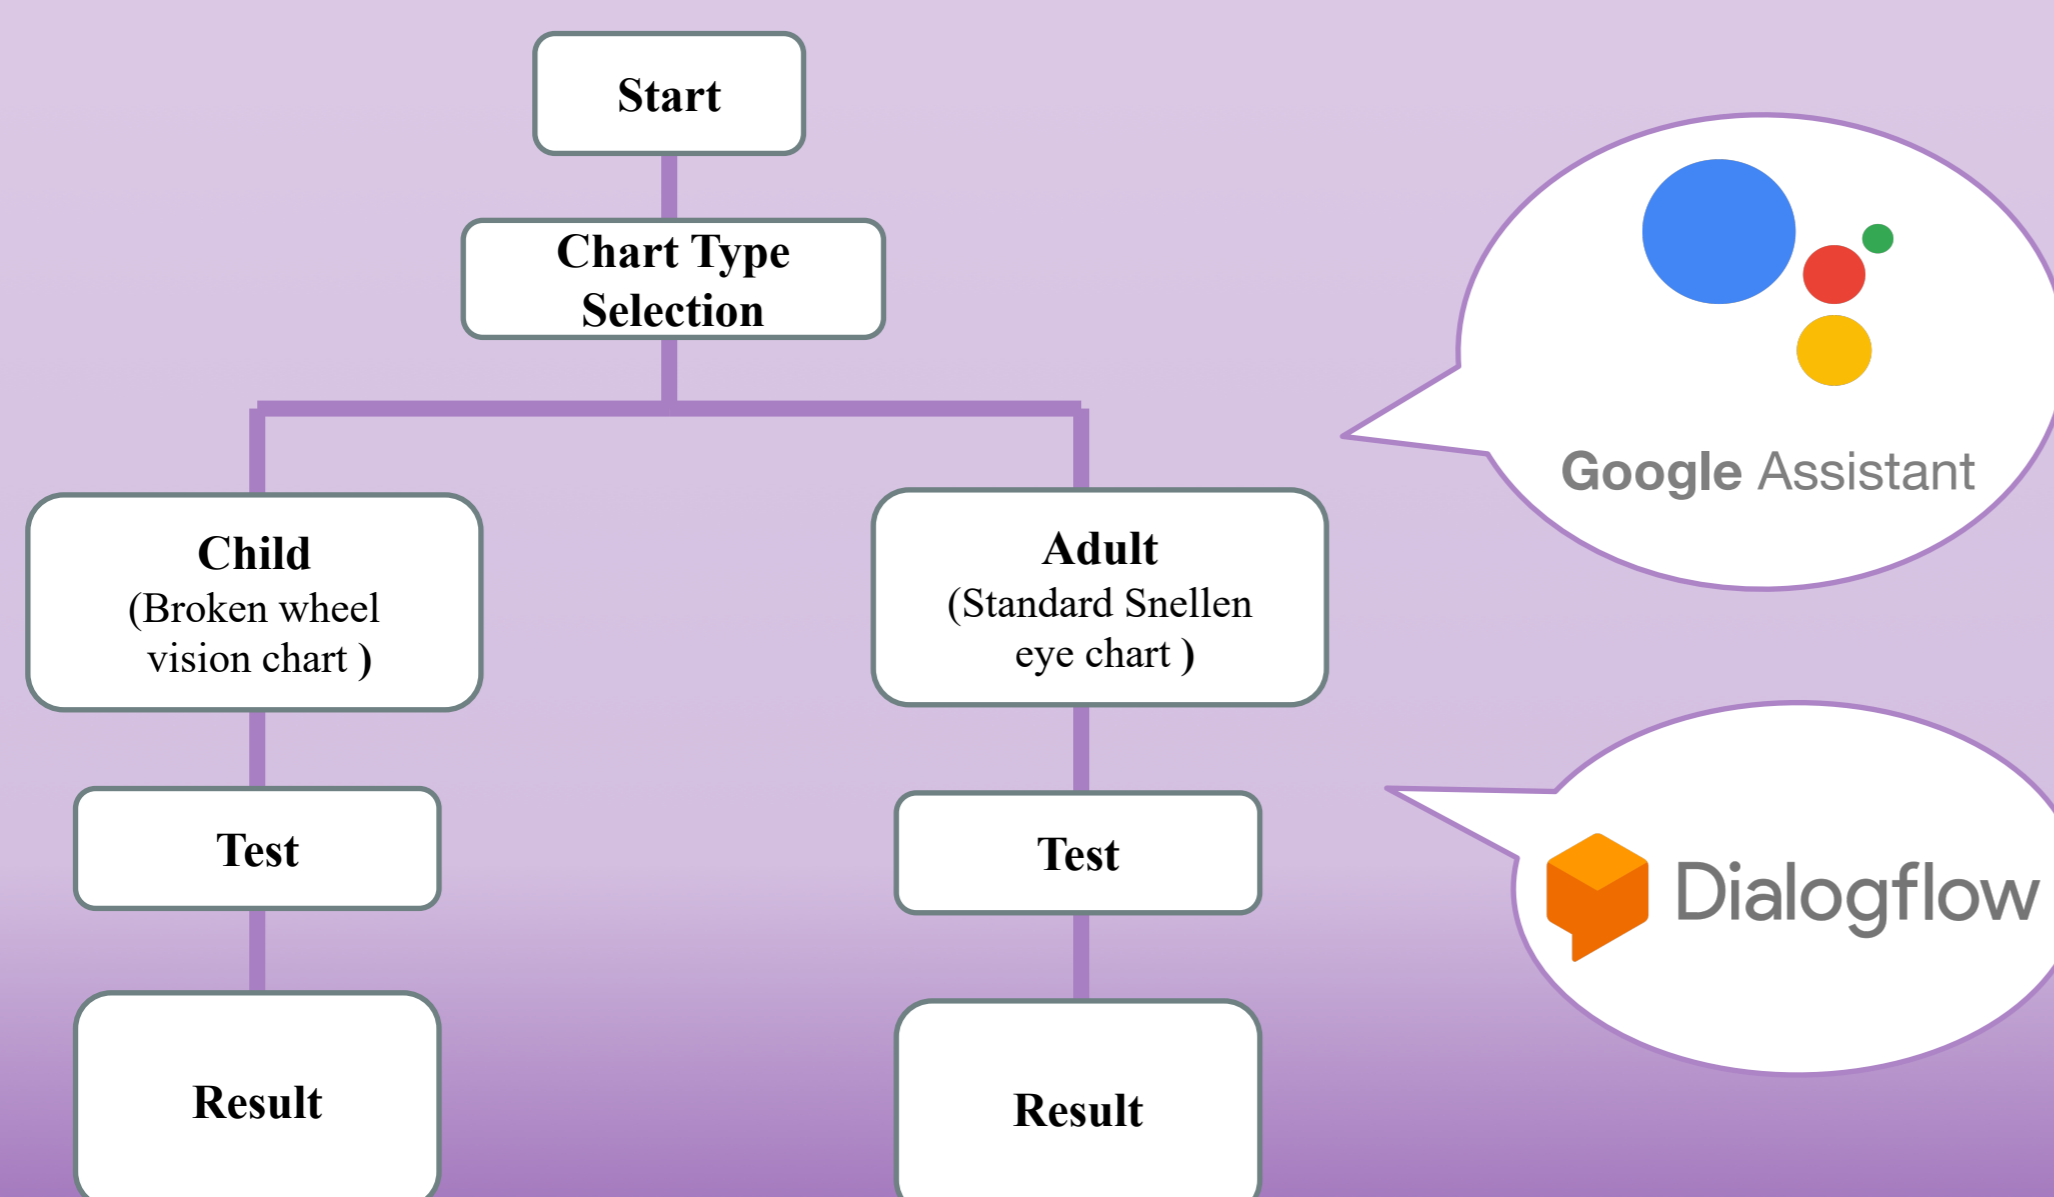 Start
Chart Type
Selection
Child
(Broken wheel
vision chart )
Adult
(Standard Snellen
eye chart )
Test
Test
Result
Result
Google Assistant
Dialogflow